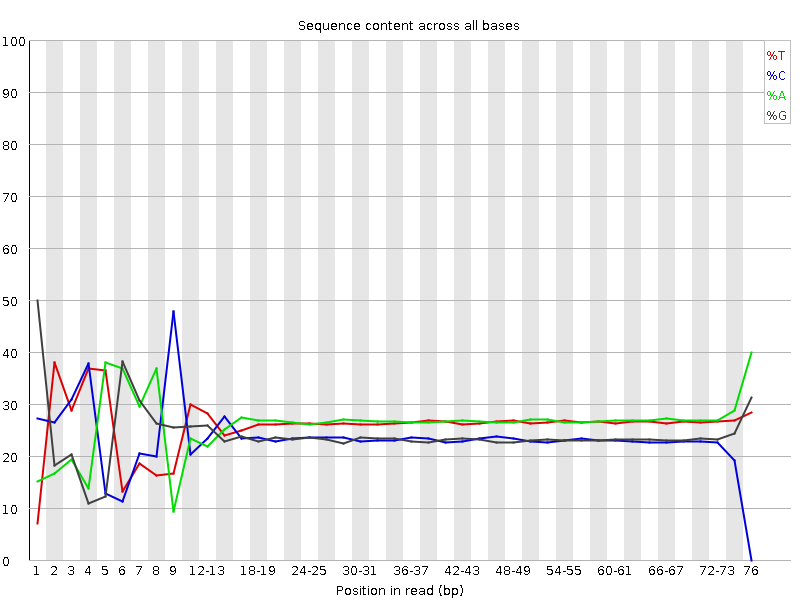 Sequence content across all bases
100
90
80
70
60
50
40
30
20
10
0
%T
%C
%A
%G
1 2 3 4 5 6 7 8 9 12-13 18-19 24-25 30-31 36-37 42-43 48-49 54-55 60-61 66-67 72-73 76
Position in read (bp)